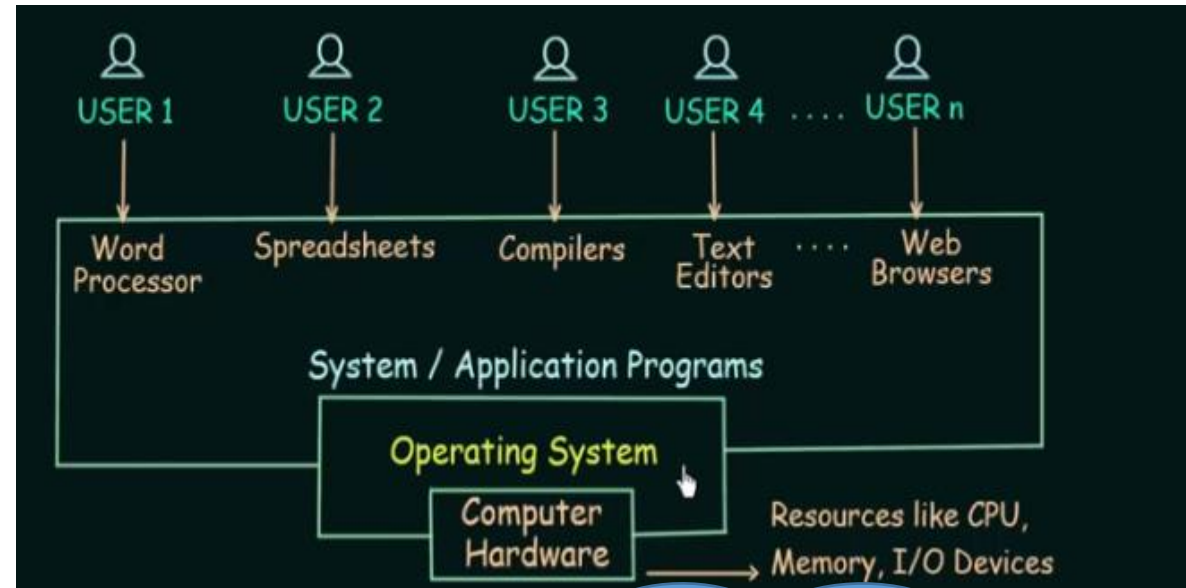 USER 1 USER 2 USER 3 USER 4 .... USER n
Word Processor
Spreadsheets
Compilers
Text Editors
....
Web Browsers
System / Application Programs
Operating System
Computer
Hardware
Resources like CPU,
Memory, I/O Devices